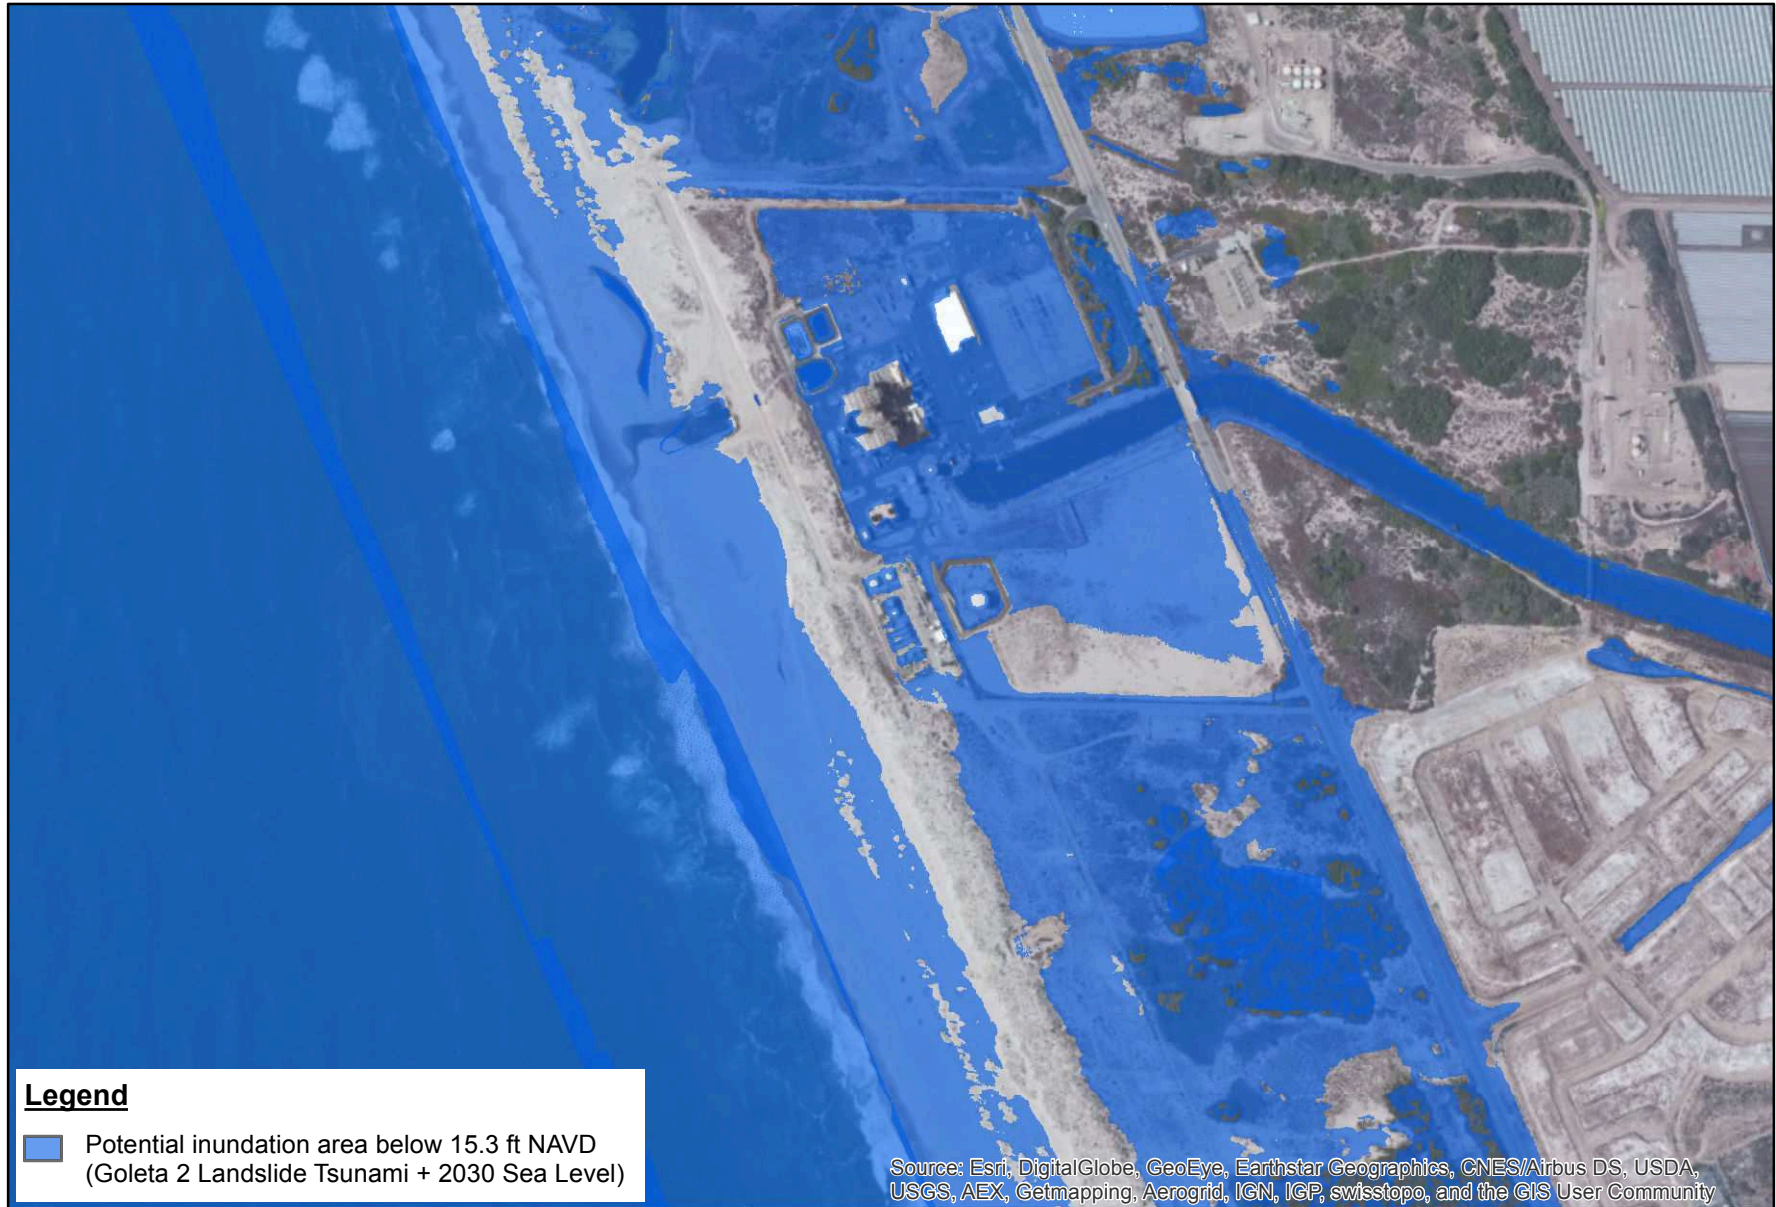 Legend
Potential inundation area below 15.3 ft NAVD
(Goleta 2 Landslide Tsunami + 2030 Sea Level)
Source: Esri, DigitalGlobe, GeoEye, Earthstar Geographics, CNES/Airbus DS, USDA,
USGS, AEX, Getmapping, Aerogrid, IGN, IGP, swisstopo, and the GIS User Community